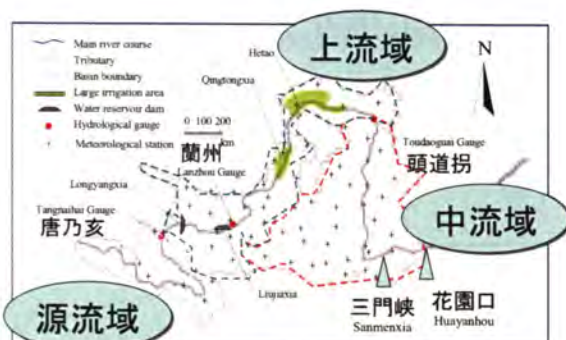 上流域
Main river course
Tributary
Basin boundary
Large irrigation area
Water reservoir dam
Hydrological gauge
Meteorological station
0 100 200
km
Hetao
Qingtongxia
N
蘭州
Lanzhou Gauge
Toudaoguai Gauge
頭道拐
Longyangxia
Tangnaihai Gauge
唐乃亥
中流域
Liujiaxia
源流域
三門峡
Sanmenxia
花園口
Huayanhou